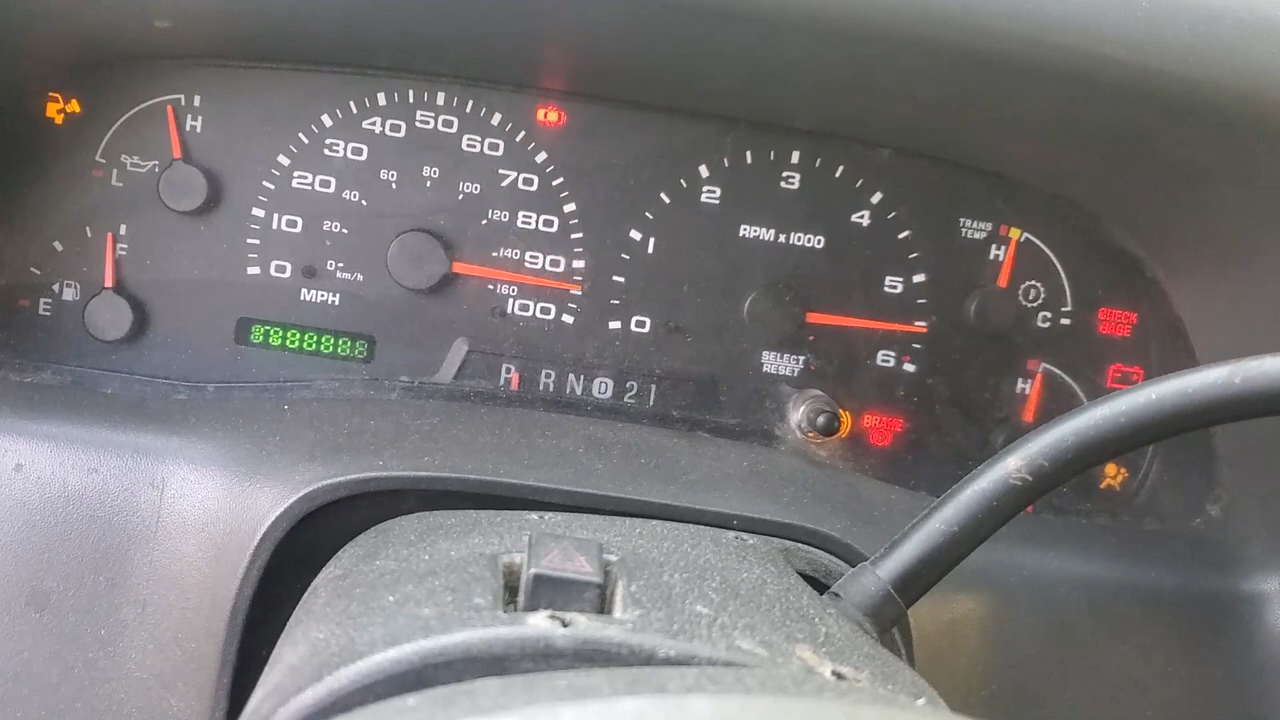 H
L
F
E
0
10
20
30
40
50
60
70
80
90
100
0
20
40
60
80
100
120
140
160
km/h
MPH
8888888
P R N D 2 1
0
1
2
3
4
5
6
RPM x 1000
SELECT
RESET
BRAKE
TRANS
TEMP
H
C
CHECK
GAGE
H